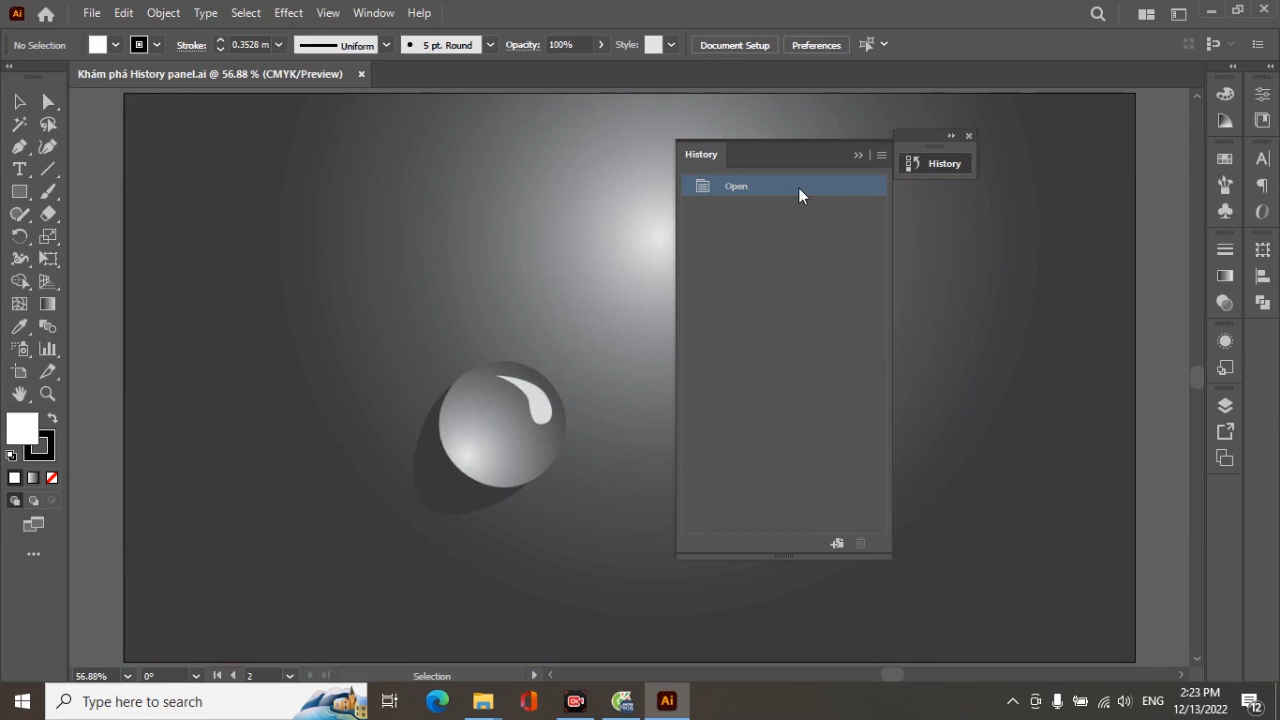 Ai File Edit Object Type Select Effect View Window Help
No Selection Stroke: 0.3528 m Uniform 5 pt. Round Opacity: 100% Style: Document Setup Preferences
Khám phá History panel.ai @ 56.88 % (CMYK/Preview)
History
History
Open
56.88% 0° 2 Selection
Type here to search
Ai
ENG
2:23 PM
12/13/2022
12